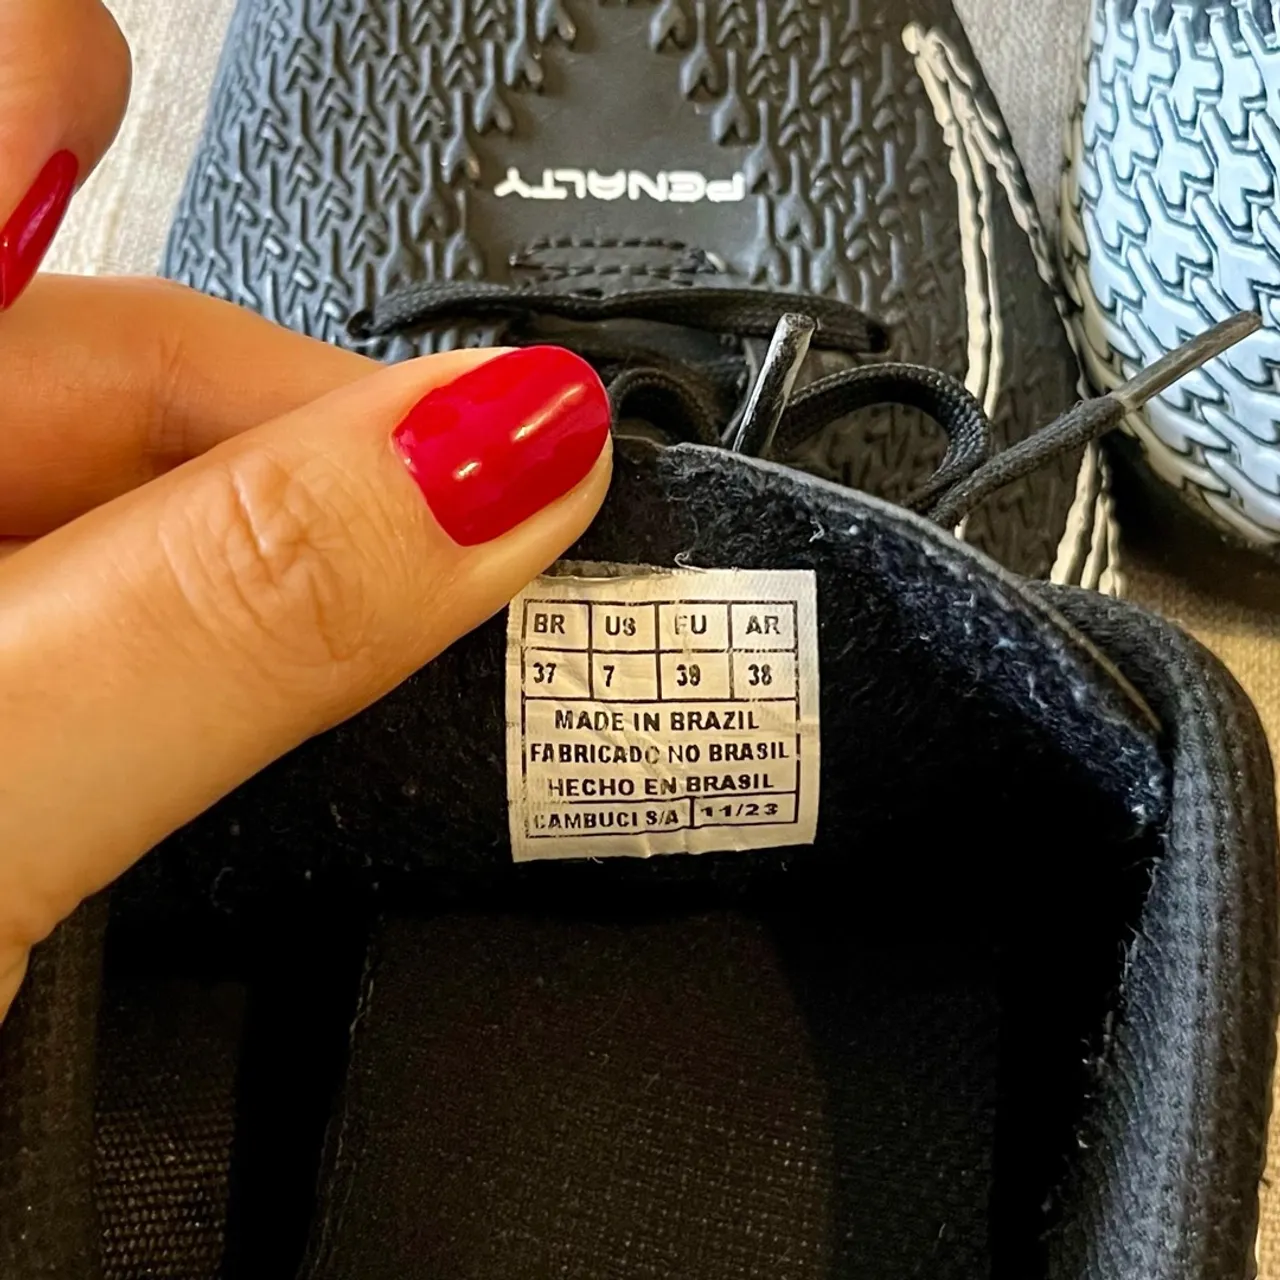 PENALTY
BR US EU AR
37 7 39 38
MADE IN BRAZIL
FABRICADO NO BRASIL
HECHO EN BRASIL
CAMBUCI S/A 11/23